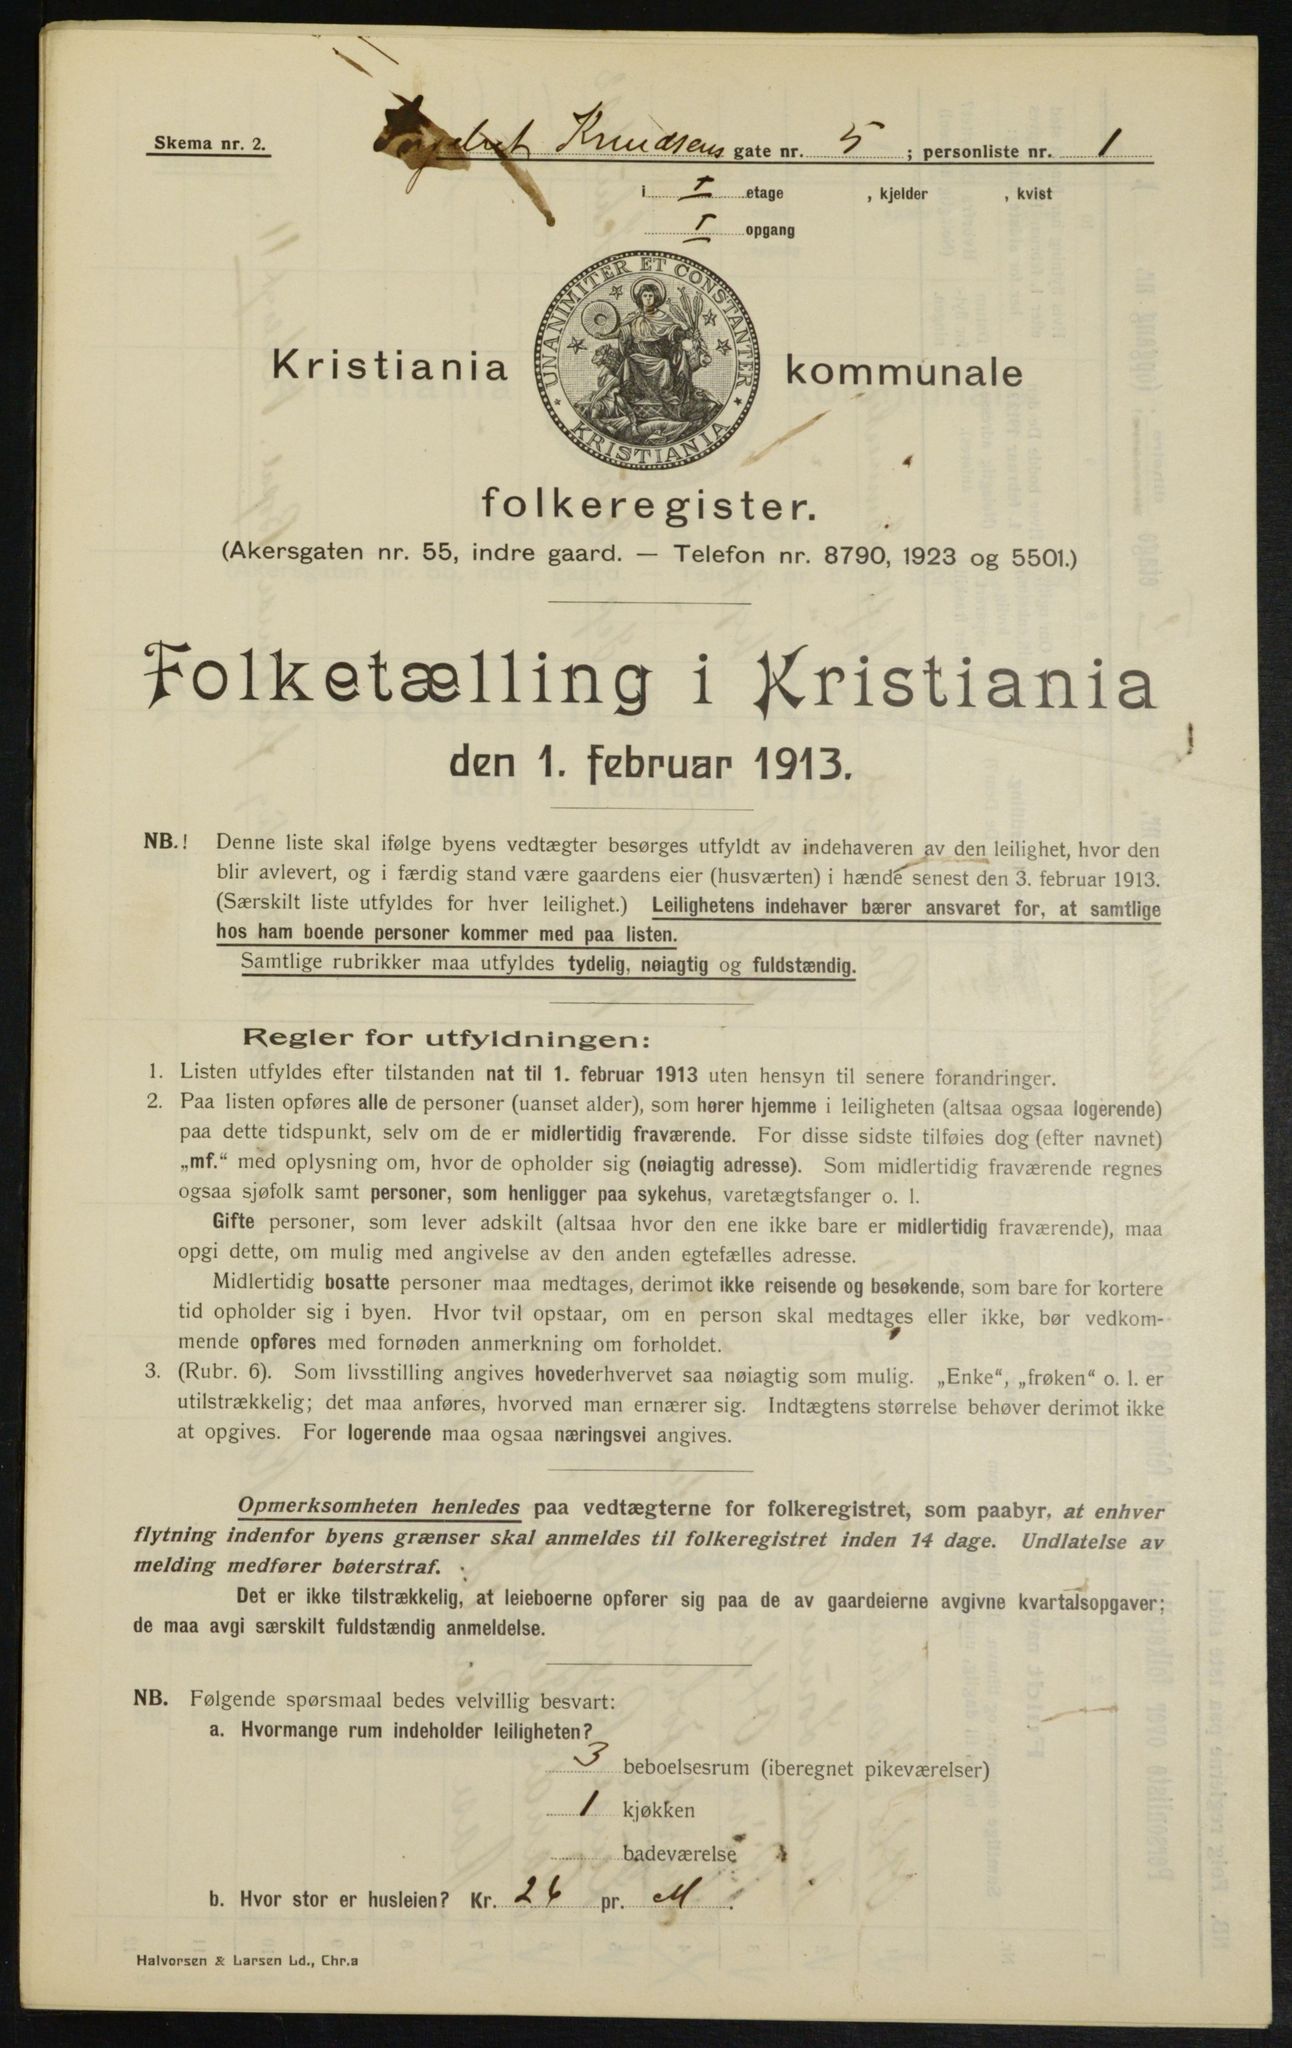 Skema nr. 2.
Knudsens gate nr. 5 ; personliste nr. 1
i I etage , kjelder , kvist
I opgang
UNANIMITER ET CONSTANTER
KRISTIANIA
Kristiania kommunale
folkeregister.
(Akersgaten nr. 55, indre gaard. — Telefon nr. 8790, 1923 og 5501.)
Folketælling i Kristiania
den 1. februar 1913.
NB.! Denne liste skal ifølge byens vedtægter besørges utfyldt av indehaveren av den leilighet, hvor den
blir avlevert, og i færdig stand være gaardens eier (husværten) i hænde senest den 3. februar 1913.
(Særskilt liste utfyldes for hver leilighet.) Leilighetens indehaver bærer ansvaret for, at samtlige
hos ham boende personer kommer med paa listen.
Samtlige rubrikker maa utfyldes tydelig, nøiagtig og fuldstændig.
Regler for utfyldningen:
1. Listen utfyldes efter tilstanden nat til 1. februar 1913 uten hensyn til senere forandringer.
2. Paa listen opføres alle de personer (uanset alder), som hører hjemme i leiligheten (altsaa ogsaa logerende)
paa dette tidspunkt, selv om de er midlertidig fraværende. For disse sidste tilføies dog (efter navnet)
„mf.“ med oplysning om, hvor de opholder sig (nøiagtig adresse). Som midlertidig fraværende regnes
ogsaa sjøfolk samt personer, som henligger paa sykehus, varetægtsfanger o. l.
Gifte personer, som lever adskilt (altsaa hvor den ene ikke bare er midlertidig fraværende), maa
opgi dette, om mulig med angivelse av den anden egtefælles adresse.
Midlertidig bosatte personer maa medtages, derimot ikke reisende og besøkende, som bare for kortere
tid opholder sig i byen. Hvor tvil opstaar, om en person skal medtages eller ikke, bør vedkom-
mende opføres med fornøden anmerkning om forholdet.
3. (Rubr. 6). Som livsstilling angives hovederhvervet saa nøiagtig som mulig. „Enke“, „frøken“ o. l. er
utilstrækkelig; det maa anføres, hvorved man ernærer sig. Indtægtens størrelse behøver derimot ikke
at opgives. For logerende maa ogsaa næringsvei angives.
Opmerksomheten henledes paa vedtægterne for folkeregistret, som paabyr, at enhver
flytning indenfor byens grænser skal anmeldes til folkeregistret inden 14 dage. Undlatelse av
melding medfører bøterstraf.
Det er ikke tilstrækkelig, at leieboerne opfører sig paa de av gaardeierne avgivne kvartalsopgaver;
de maa avgi særskilt fuldstændig anmeldelse.
NB. Følgende spørsmaal bedes velvillig besvart:
a. Hvormange rum indeholder leiligheten?
3 beboelsesrum (iberegnet pikeværelser)
1 kjøkken
badeværelse
b. Hvor stor er husleien? Kr. 26 pr. M.
Halvorsen & Larsen Ld., Chr.a